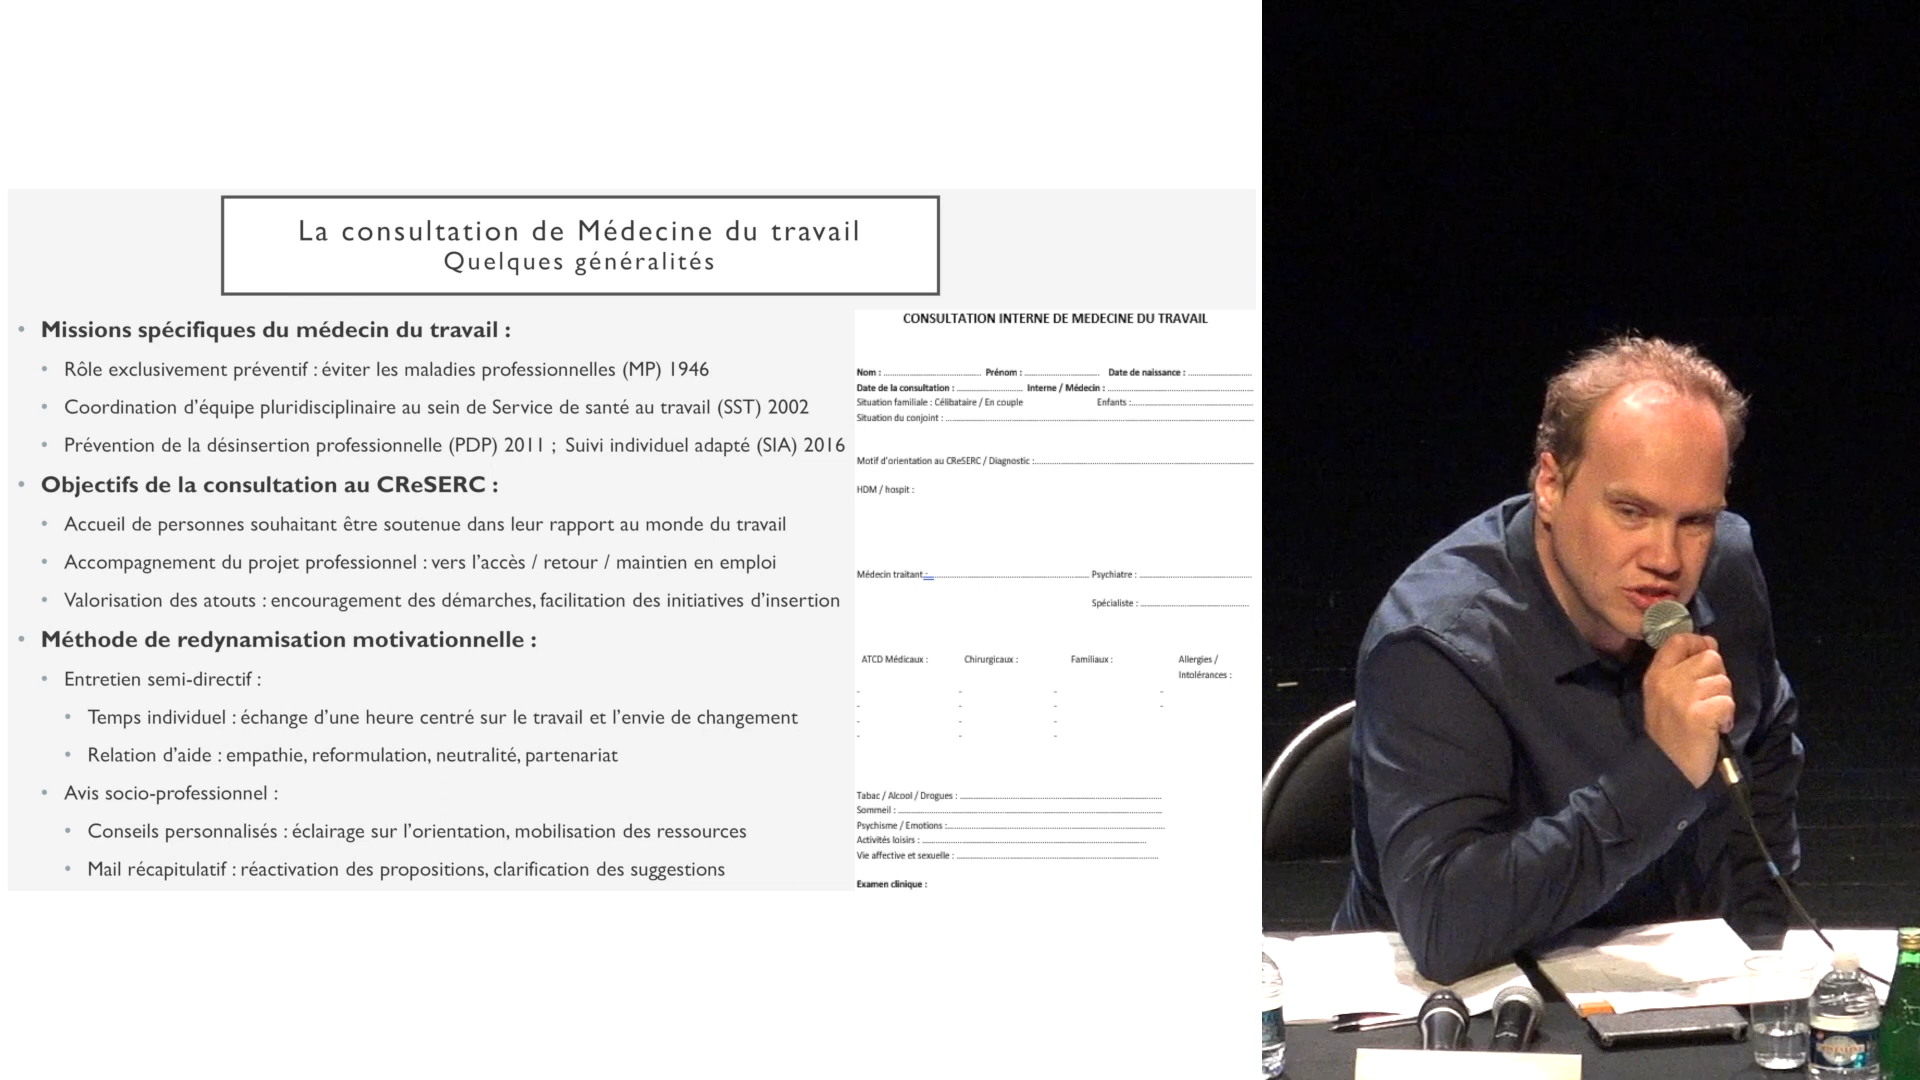 La consultation de Médecine du travail
Quelques généralités
• Missions spécifiques du médecin du travail :
• Rôle exclusivement préventif : éviter les maladies professionnelles (MP) 1946
• Coordination d'équipe pluridisciplinaire au sein de Service de santé au travail (SST) 2002
• Prévention de la désinsertion professionnelle (PDP) 2011 ; Suivi individuel adapté (SIA) 2016
• Objectifs de la consultation au CReSERC :
• Accueil de personnes souhaitant être soutenue dans leur rapport au monde du travail
• Accompagnement du projet professionnel : vers l'accès / retour / maintien en emploi
• Valorisation des atouts : encouragement des démarches, facilitation des initiatives d'insertion
• Méthode de redynamisation motivationnelle :
• Entretien semi-directif :
• Temps individuel : échange d'une heure centré sur le travail et l'envie de changement
• Relation d'aide : empathie, reformulation, neutralité, partenariat
• Avis socio-professionnel :
• Conseils personnalisés : éclairage sur l'orientation, mobilisation des ressources
• Mail récapitulatif : réactivation des propositions, clarification des suggestions
CONSULTATION INTERNE DE MEDECINE DU TRAVAIL
Nom : Prénom : Date de naissance :
Date de la consultation : Interne / Médecin :
Situation familiale : Célibataire / En couple Enfants :
Situation du conjoint :
Motif d'orientation au CReSERC / Diagnostic :
HDM / hospit :
Médecin traitant : Psychiatre :
Spécialiste :
ATCD Médicaux : Chirurgicaux : Familiaux : Allergies /
Intolérances :
- - - -
- - - -
- - -
- - -
Tabac / Alcool / Drogues :
Sommeil :
Psychisme / Emotions :
Activités loisirs :
Vie affective et sexuelle :
Examen clinique :